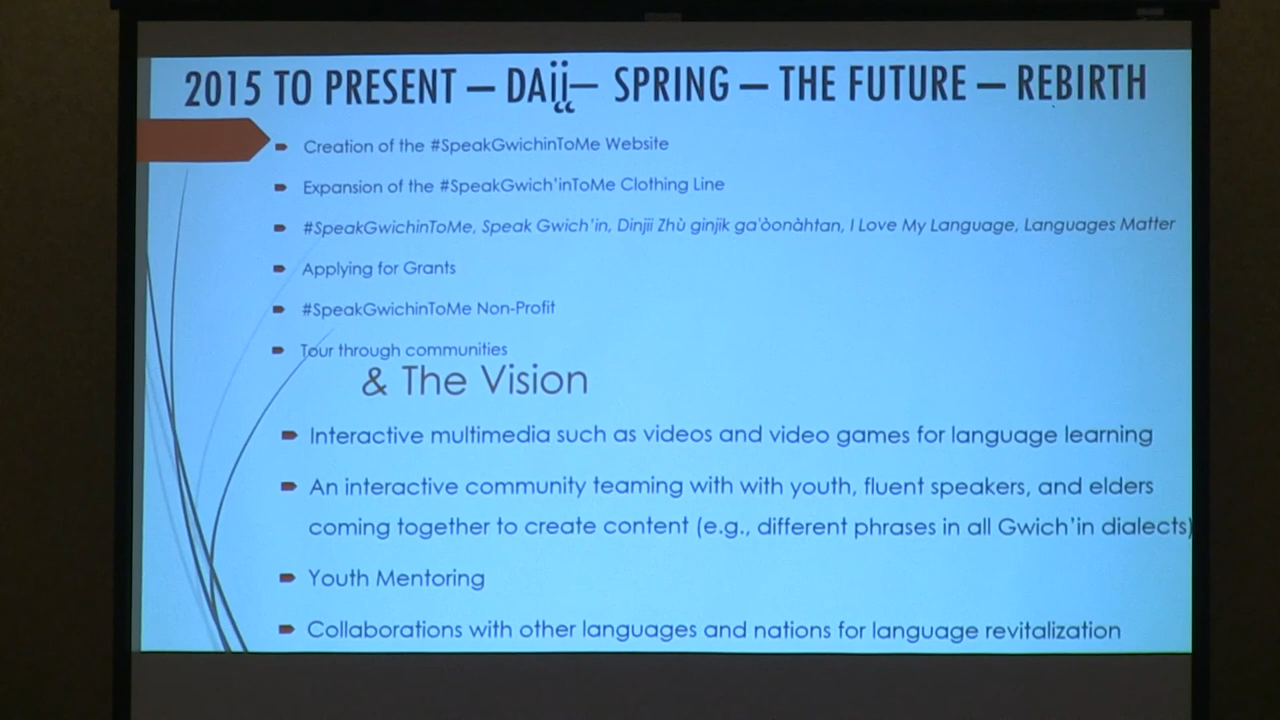 2015 TO PRESENT – DAįį– SPRING – THE FUTURE – REBIRTH
Creation of the #SpeakGwichinToMe Website
Expansion of the #SpeakGwich'inToMe Clothing Line
#SpeakGwichinToMe, Speak Gwich'in, Dinjii Zhù ginjik ga'òonàhtan, I Love My Language, Languages Matter
Applying for Grants
#SpeakGwichinToMe Non-Profit
Tour through communities
& The Vision
Interactive multimedia such as videos and video games for language learning
An interactive community teaming with with youth, fluent speakers, and elders
coming together to create content (e.g., different phrases in all Gwich'in dialects)
Youth Mentoring
Collaborations with other languages and nations for language revitalization